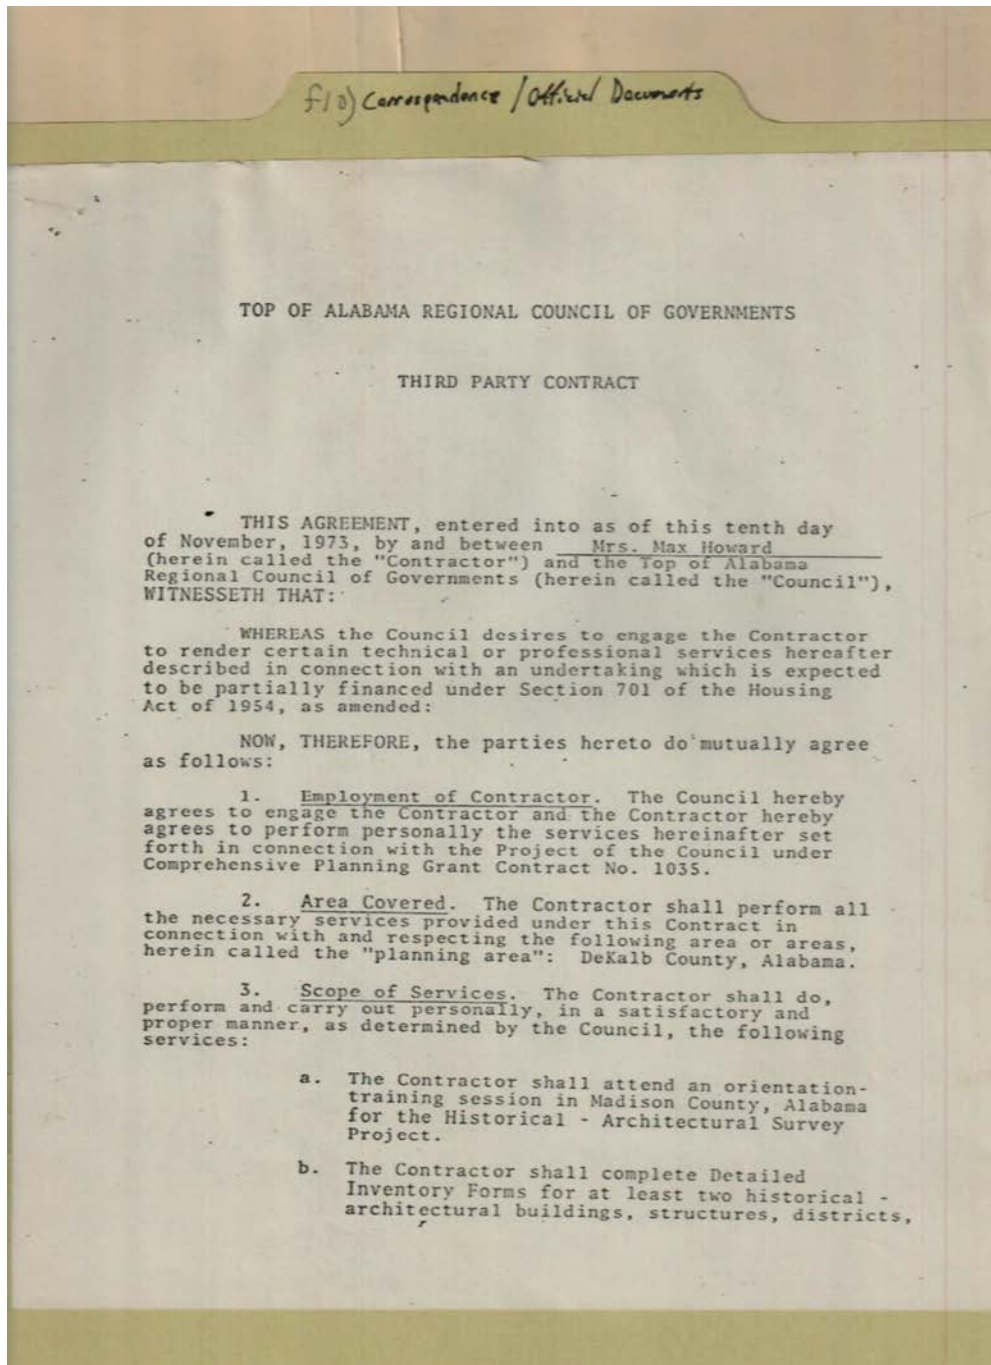 f10) Correspondence / Official Documents
TOP OF ALABAMA REGIONAL COUNCIL OF GOVERNMENTS
THIRD PARTY CONTRACT
THIS AGREEMENT, entered into as of this tenth day
of November, 1973, by and between Mrs. Max Howard
(herein called the "Contractor") and the Top of Alabama
Regional Council of Governments (herein called the "Council"),
WITNESSETH THAT:
WHEREAS the Council desires to engage the Contractor
to render certain technical or professional services hereafter
described in connection with an undertaking which is expected
to be partially financed under Section 701 of the Housing
Act of 1954, as amended:
NOW, THEREFORE, the parties hereto do mutually agree
as follows:
1. Employment of Contractor. The Council hereby
agrees to engage the Contractor and the Contractor hereby
agrees to perform personally the services hereinafter set
forth in connection with the Project of the Council under
Comprehensive Planning Grant Contract No. 1035.
2. Area Covered. The Contractor shall perform all
the necessary services provided under this Contract in
connection with and respecting the following area or areas,
herein called the "planning area": DeKalb County, Alabama.
3. Scope of Services. The Contractor shall do,
perform and carry out personally, in a satisfactory and
proper manner, as determined by the Council, the following
services:
a. The Contractor shall attend an orientation-
training session in Madison County, Alabama
for the Historical - Architectural Survey
Project.
b. The Contractor shall complete Detailed
Inventory Forms for at least two historical -
architectural buildings, structures, districts,